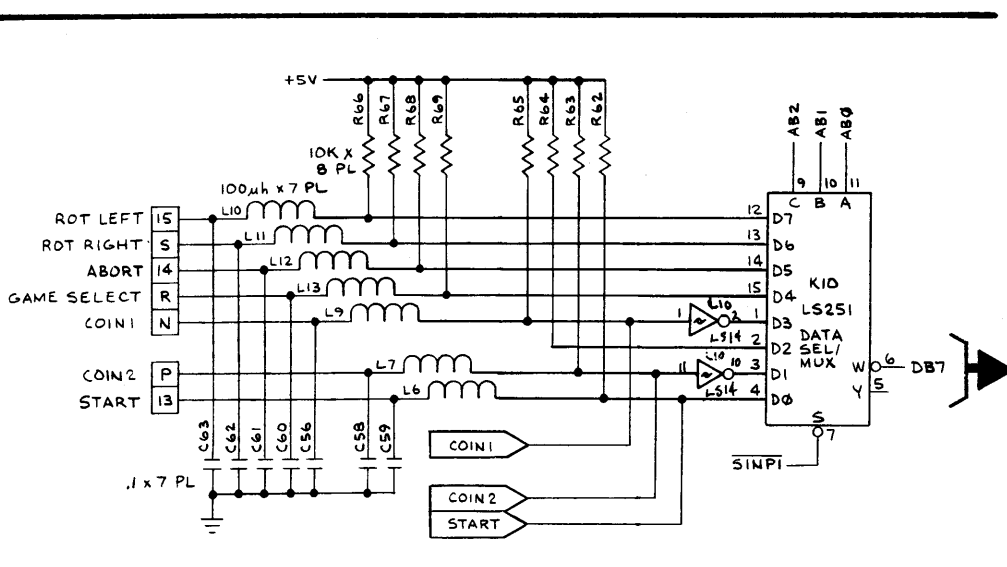 +5V
R66
R67
R68
R69
R65
R64
R63
R62
10K X
8 PL
AB2
AB1
ABØ
9 10 11
C B A
100µh x 7 PL
ROT LEFT 15 L10 12 D7
ROT RIGHT S L11 13 D6
ABORT 14 L12 14 D5
GAME SELECT R L13 15 D4
COIN1 N L9 1 L10 2 LS14 1 D3
2 D2
COIN2 P L7 11 L10 10 LS14 3 D1
START 13 L6 4 DØ
K10
LS251
DATA
SEL/
MUX
W 6 DB7
Y 5
S
7
SINP1
C63
C62
C61
C60
C56
C58
C59
.1 x 7 PL
COIN1
COIN2
START